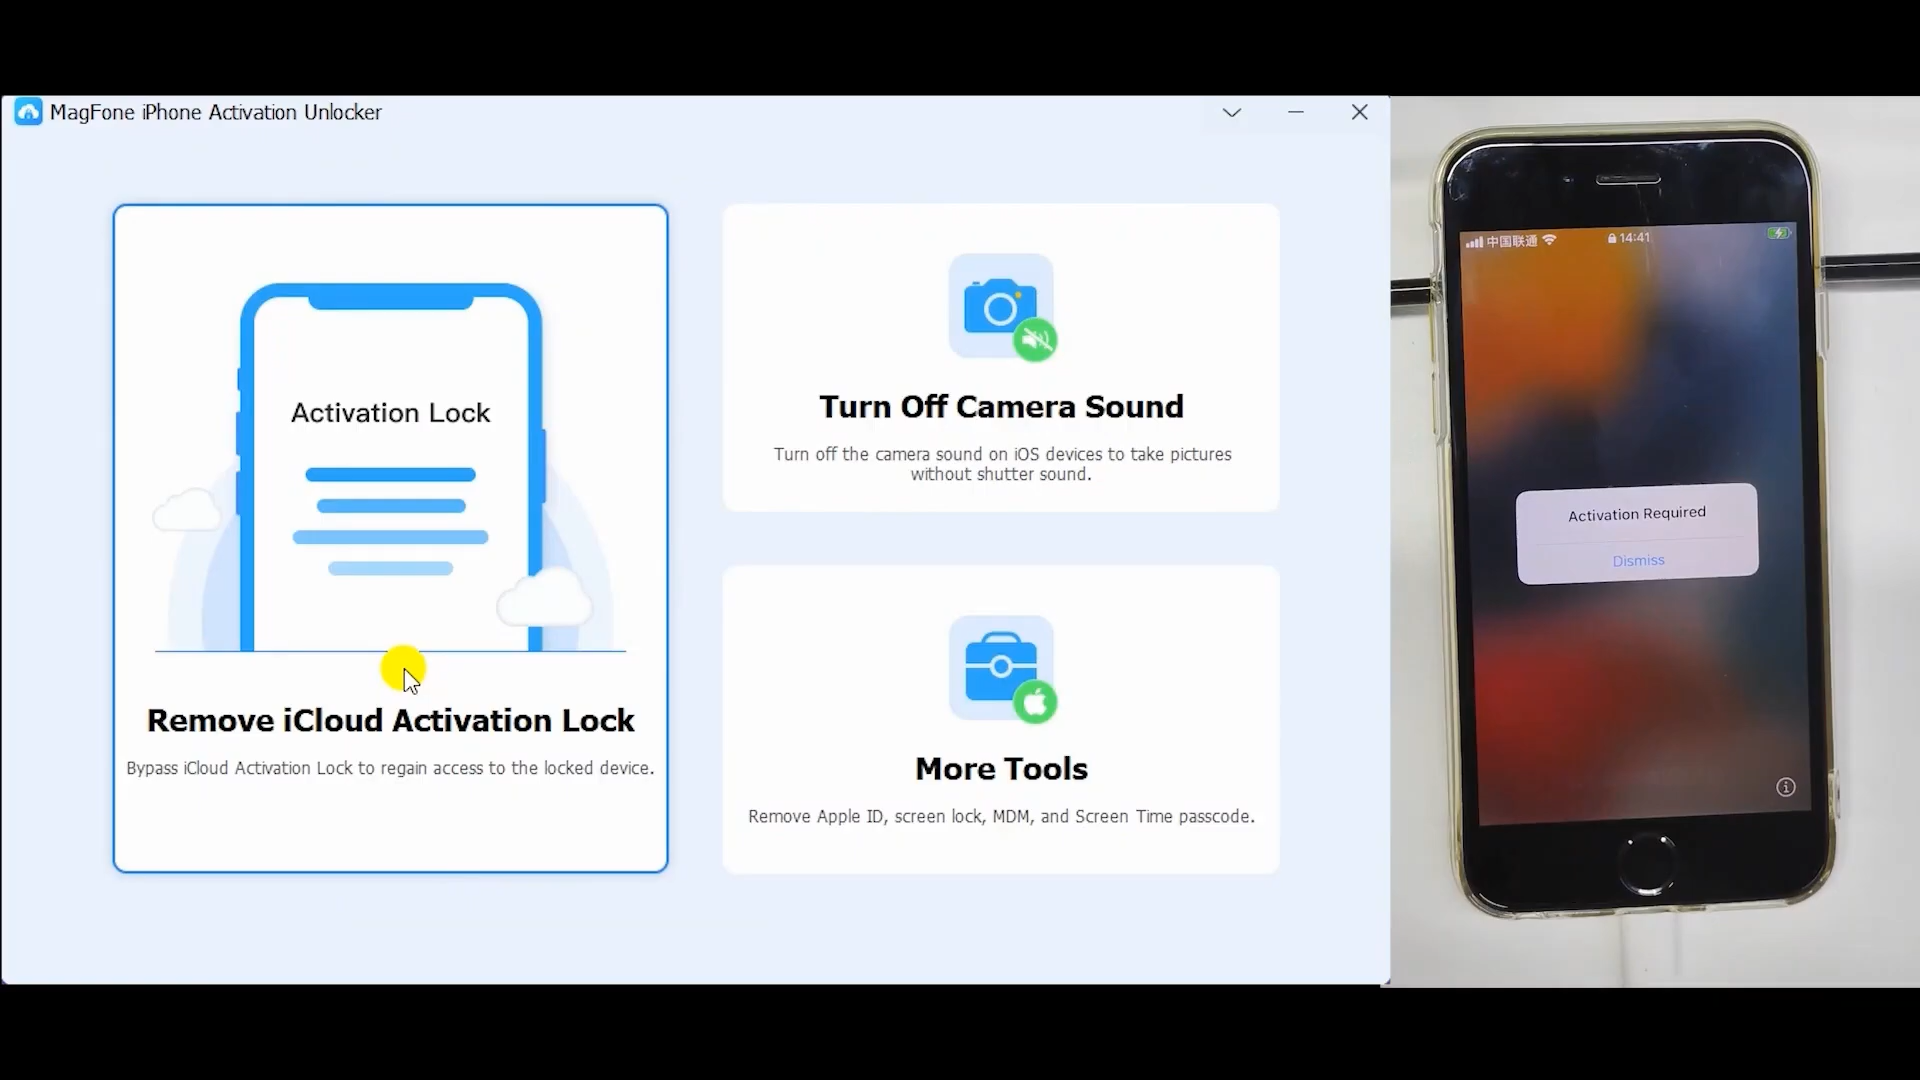 MagFone iPhone Activation Unlocker
Activation Lock
Remove iCloud Activation Lock
Bypass iCloud Activation Lock to regain access to the locked device.
Turn Off Camera Sound
Turn off the camera sound on iOS devices to take pictures
without shutter sound.
More Tools
Remove Apple ID, screen lock, MDM, and Screen Time passcode.
中国联通 14:41
Activation Required
Dismiss